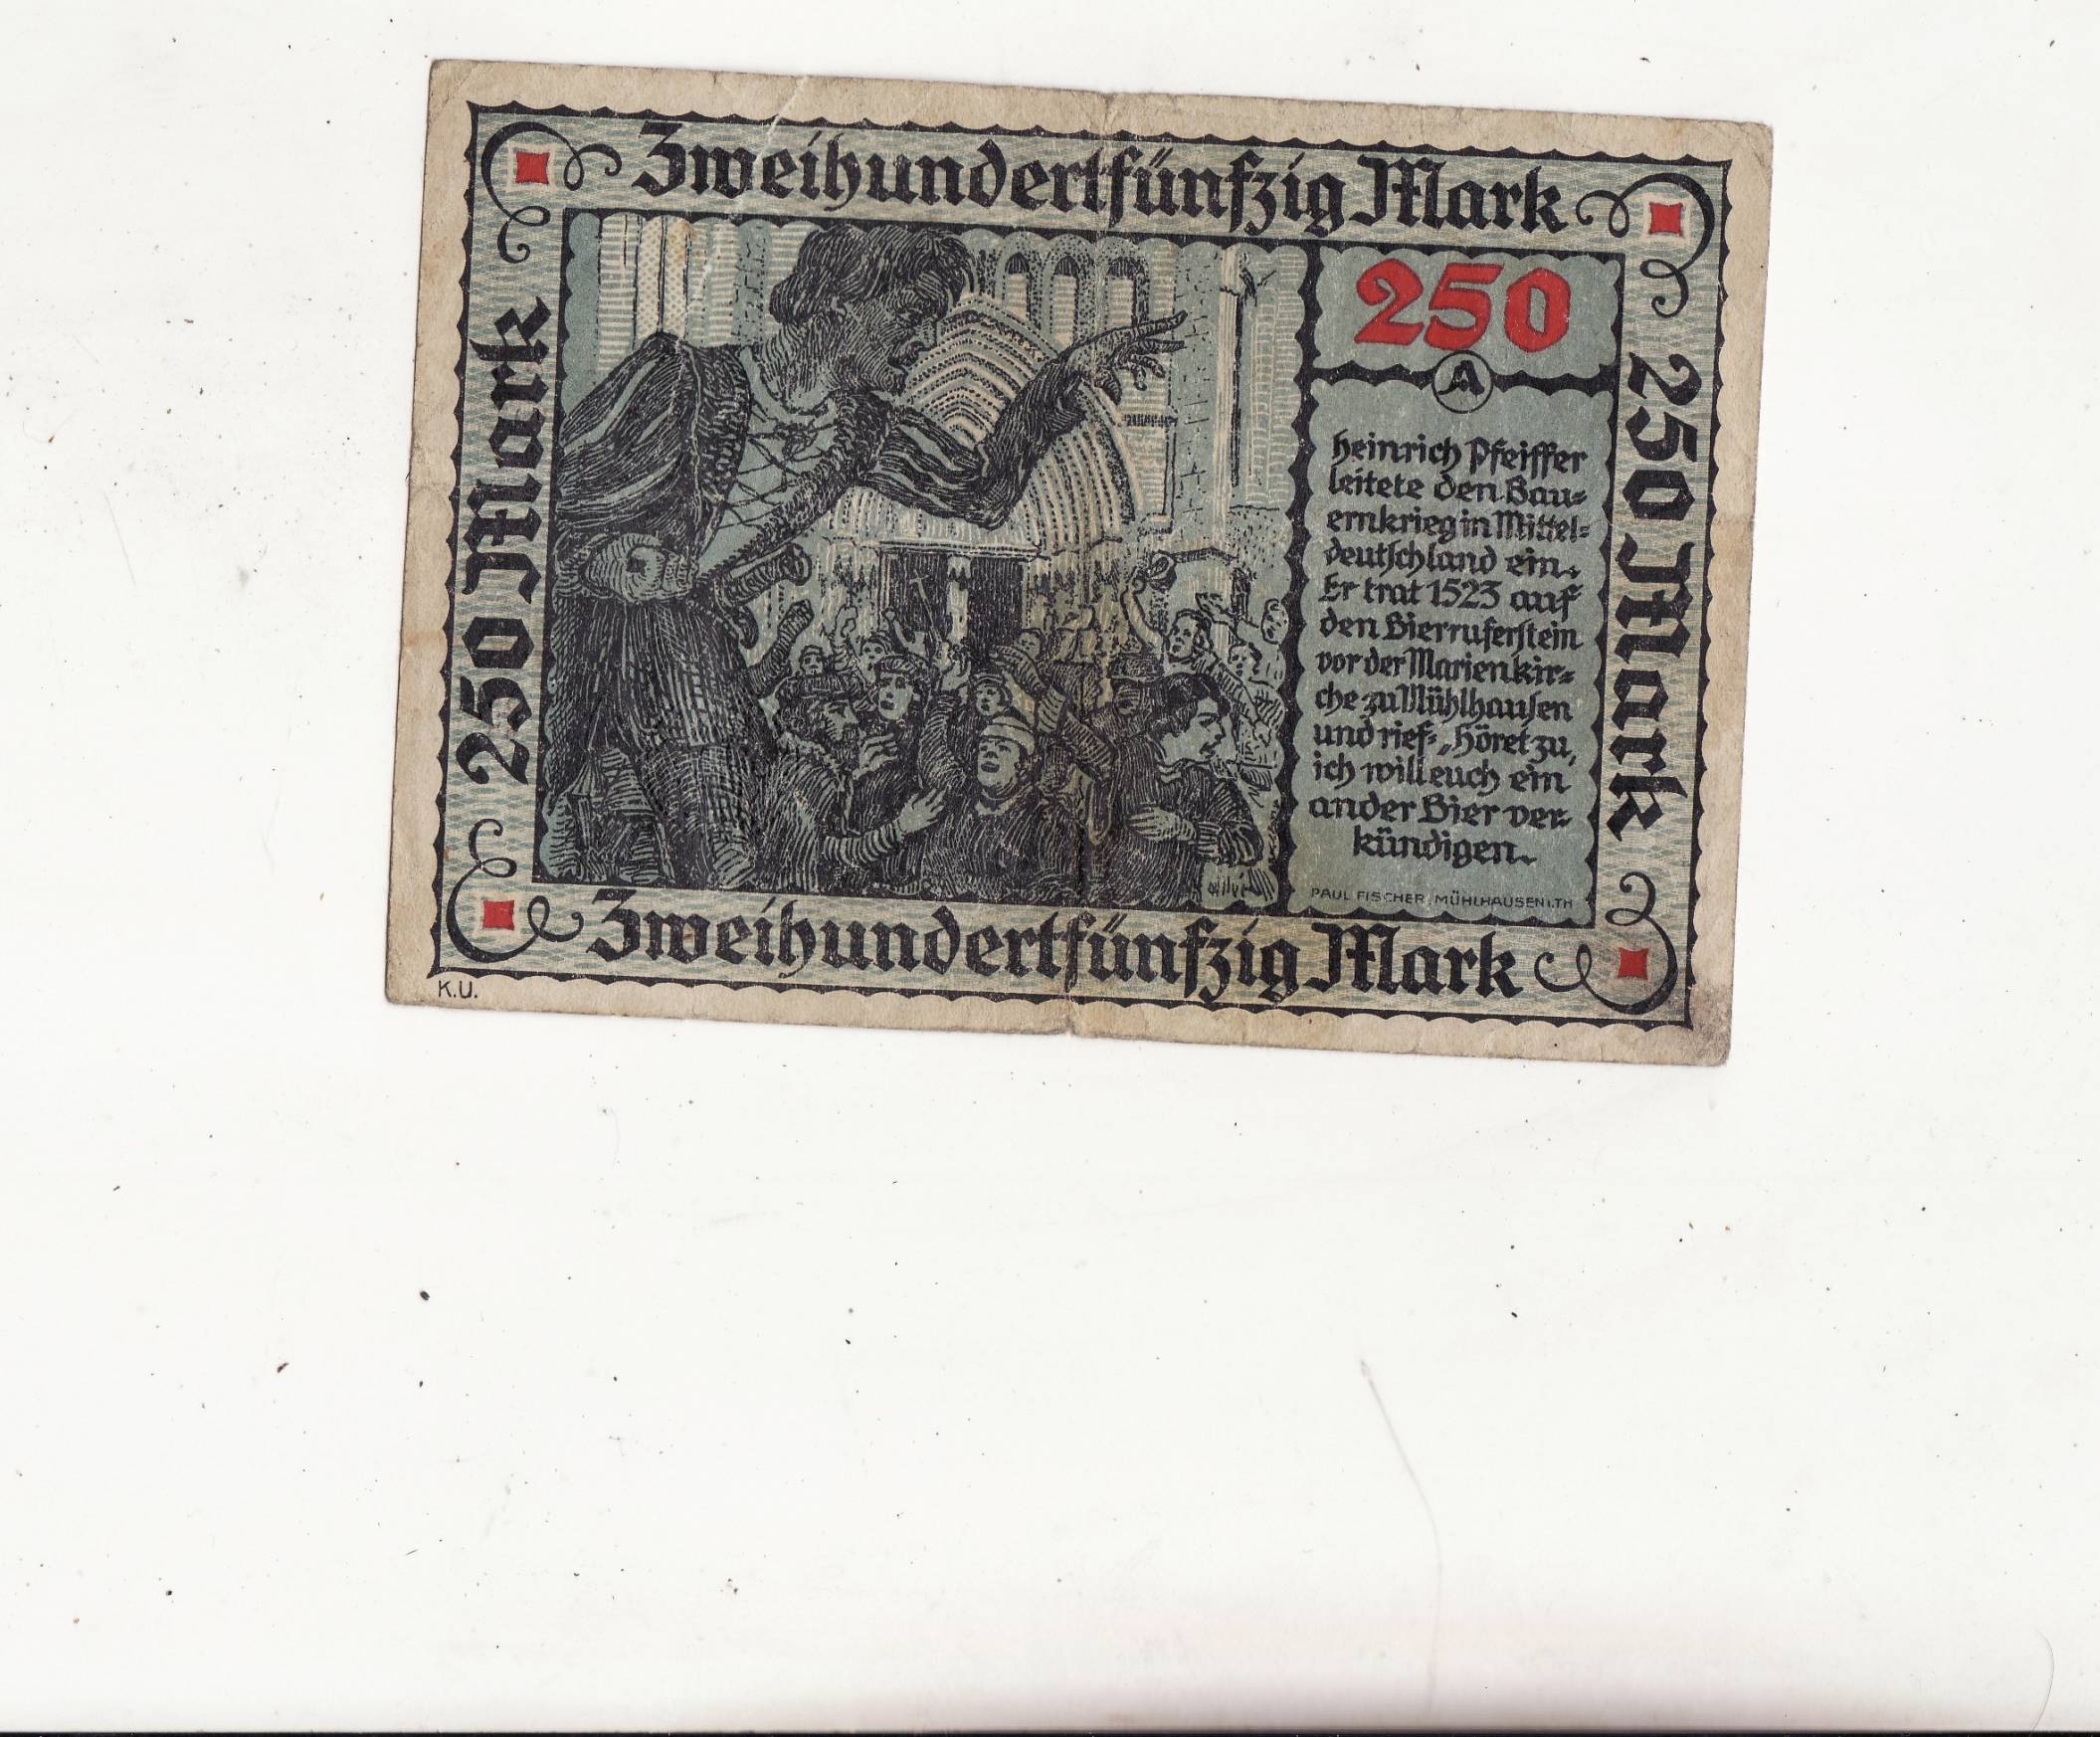 Zweihundertfünfzig Mark
250 Mark
250
A
250 Mark
Heinrich Pfeiffer
leitete den Bau=
ernkrieg in Mittel=
deutschland ein.
Er trat 1523 auf
den Bierruferstein
vor der Marienkir=
che zu Mühlhausen
und rief: „Höret zu,
ich will euch ein
ander Bier ver=
kündigen.
PAUL FISCHER, MÜHLHAUSEN I. TH
Zweihundertfünfzig Mark
K.U.